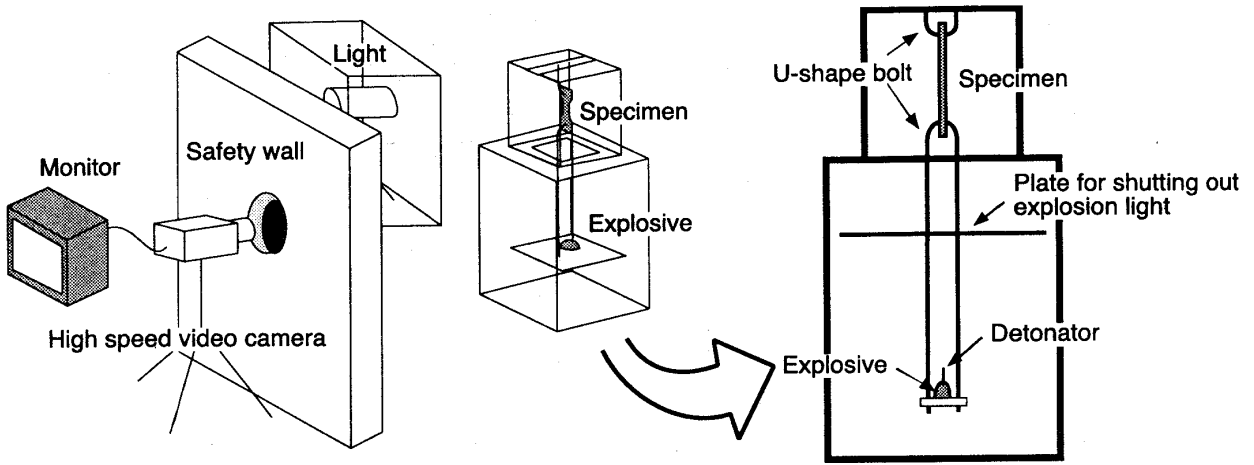 Light
Specimen
Safety wall
Monitor
Explosive
High speed video camera
U-shape bolt
Specimen
Plate for shutting out
explosion light
Detonator
Explosive